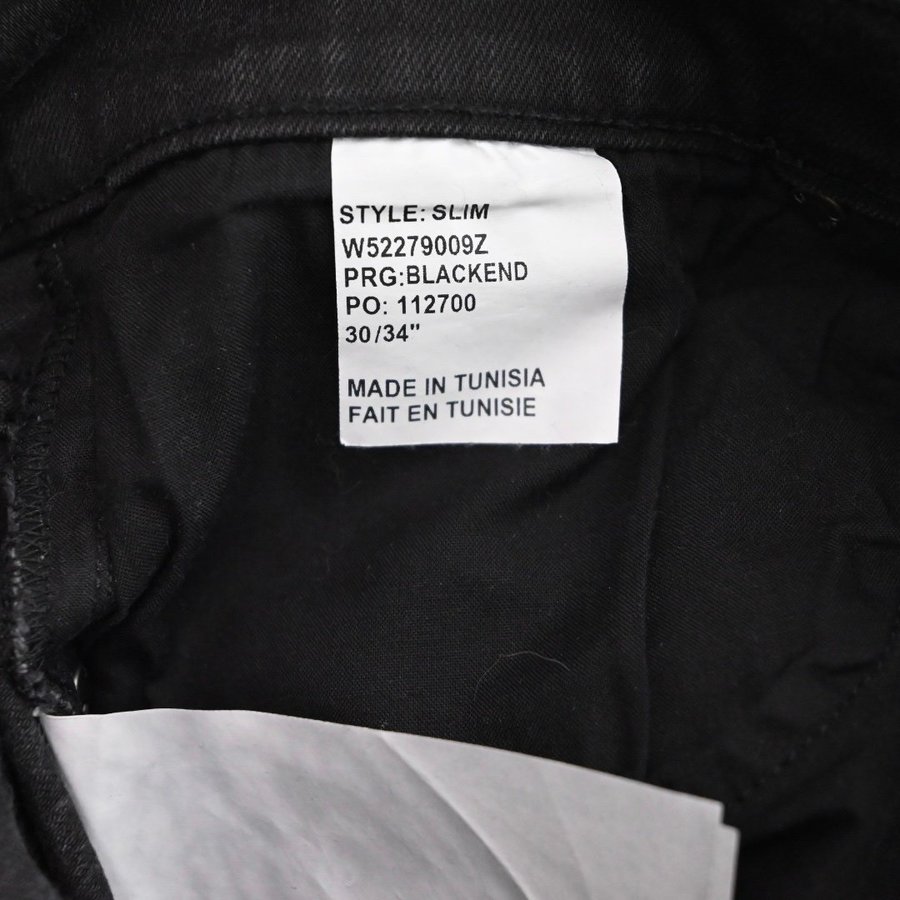 STYLE: SLIM
W52279009Z
PRG:BLACKEND
PO: 112700
30/34"
MADE IN TUNISIA
FAIT EN TUNISIE